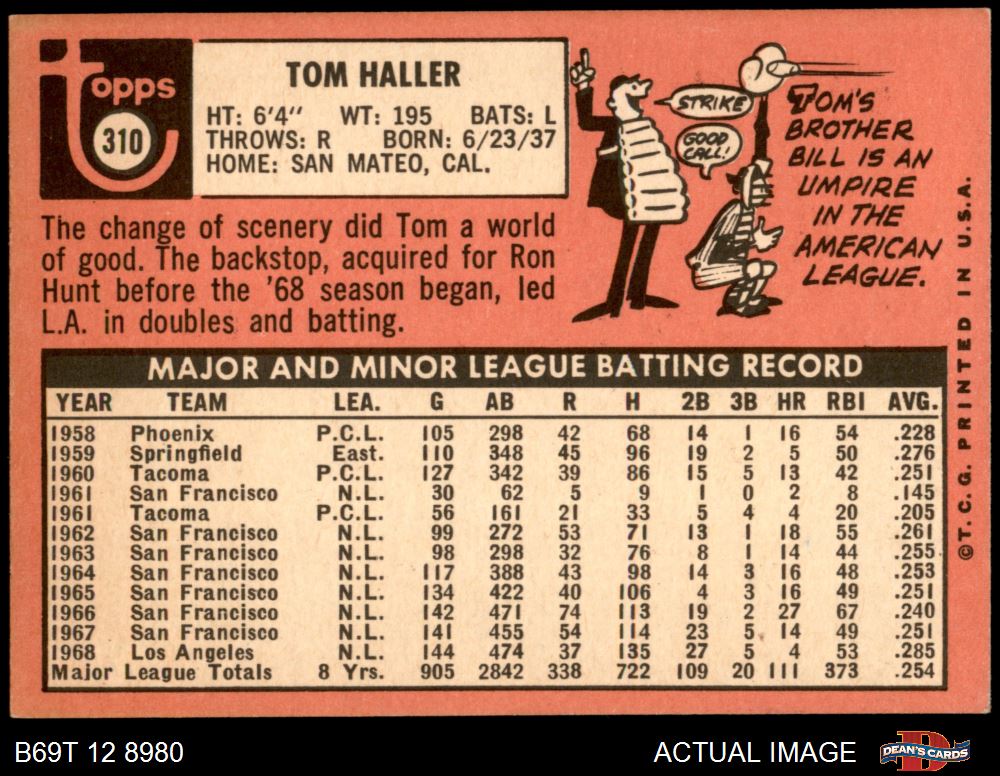 Topps
310
TOM HALLER
HT: 6'4" WT: 195 BATS: L
THROWS: R BORN: 6/23/37
HOME: SAN MATEO, CAL.
The change of scenery did Tom a world
of good. The backstop, acquired for Ron
Hunt before the '68 season began, led
L.A. in doubles and batting.
STRIKE
GOOD
CALL!
TOM'S
BROTHER
BILL IS AN
UMPIRE
IN THE
AMERICAN
LEAGUE.
MAJOR AND MINOR LEAGUE BATTING RECORD
YEAR TEAM LEA. G AB R H 2B 3B HR RBI AVG.
1958 Phoenix P.C.L. 105 298 42 68 14 1 16 54 .228
1959 Springfield East. 110 348 45 96 19 2 5 50 .276
1960 Tacoma P.C.L. 127 342 39 86 15 5 13 42 .251
1961 San Francisco N.L. 30 62 5 9 1 0 2 8 .145
1961 Tacoma P.C.L. 56 161 21 33 5 4 4 20 .205
1962 San Francisco N.L. 99 272 53 71 13 1 18 55 .261
1963 San Francisco N.L. 98 298 32 76 8 1 14 44 .255
1964 San Francisco N.L. 117 388 43 98 14 3 16 48 .253
1965 San Francisco N.L. 134 422 40 106 4 3 16 49 .251
1966 San Francisco N.L. 142 471 74 113 19 2 27 67 .240
1967 San Francisco N.L. 141 455 54 114 23 5 14 49 .251
1968 Los Angeles N.L. 144 474 37 135 27 5 4 53 .285
Major League Totals 8 Yrs. 905 2842 338 722 109 20 111 373 .254
©T.C.G. PRINTED IN U.S.A.
B69T 12 8980
ACTUAL IMAGE
D
DEAN'S CARDS